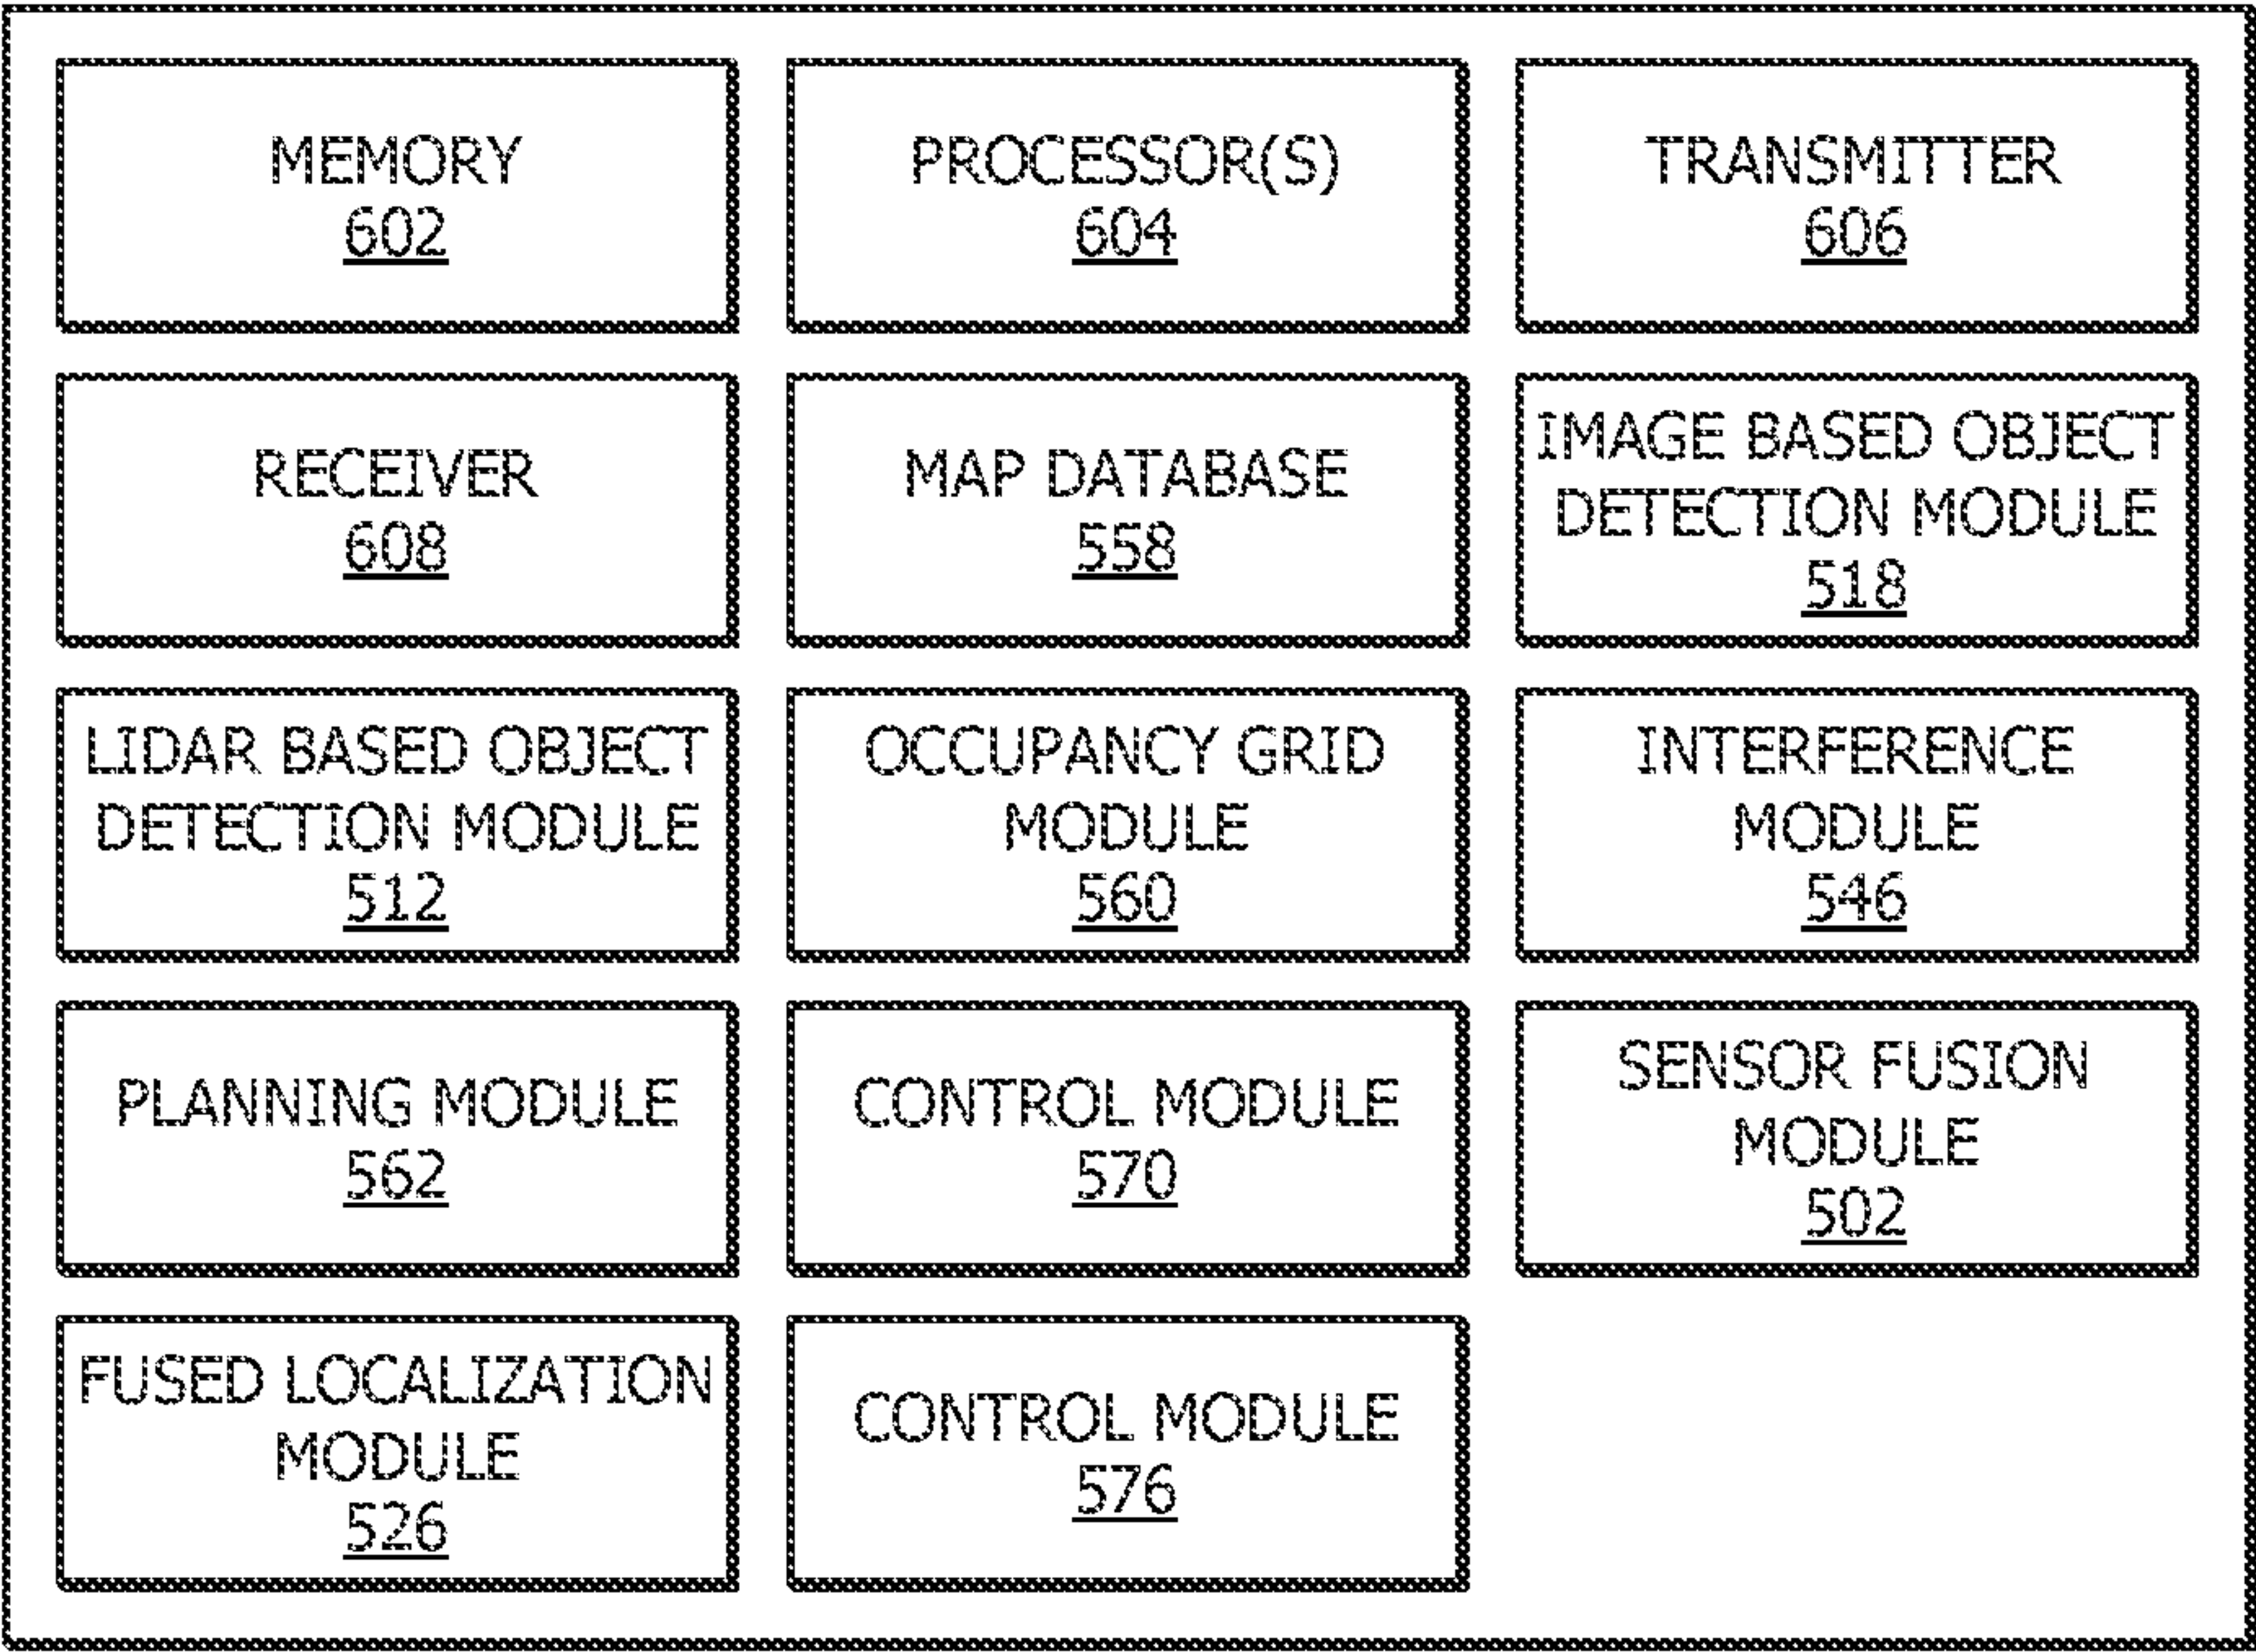 MEMORY
602
PROCESSOR(S)
604
TRANSMITTER
606
RECEIVER
608
MAP DATABASE
558
IMAGE BASED OBJECT
DETECTION MODULE
518
LIDAR BASED OBJECT
DETECTION MODULE
512
OCCUPANCY GRID
MODULE
560
INTERFERENCE
MODULE
546
PLANNING MODULE
562
CONTROL MODULE
570
SENSOR FUSION
MODULE
502
FUSED LOCALIZATION
MODULE
526
CONTROL MODULE
576